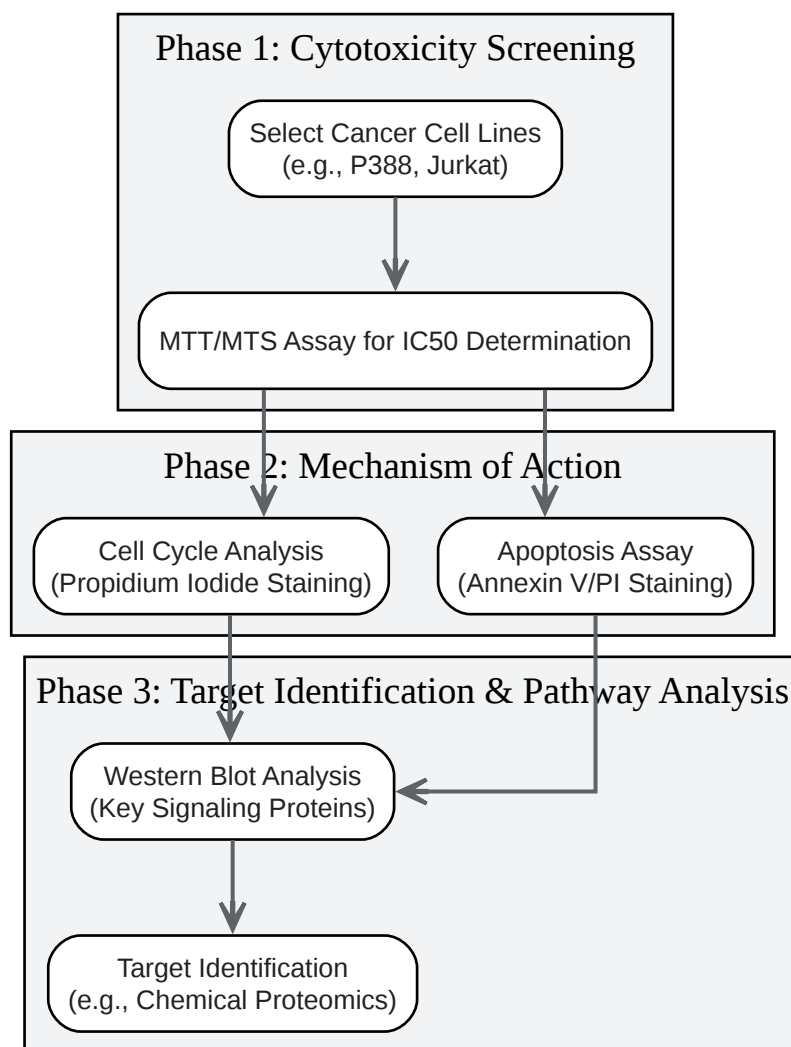 Phase 1: Cytotoxicity Screening
Select Cancer Cell Lines
(e.g., P388, Jurkat)
MTT/MTS Assay for IC50 Determination
Phase 2: Mechanism of Action
Cell Cycle Analysis
(Propidium Iodide Staining)
Apoptosis Assay
(Annexin V/PI Staining)
Phase 3: Target Identification & Pathway Analysis
Western Blot Analysis
(Key Signaling Proteins)
Target Identification
(e.g., Chemical Proteomics)